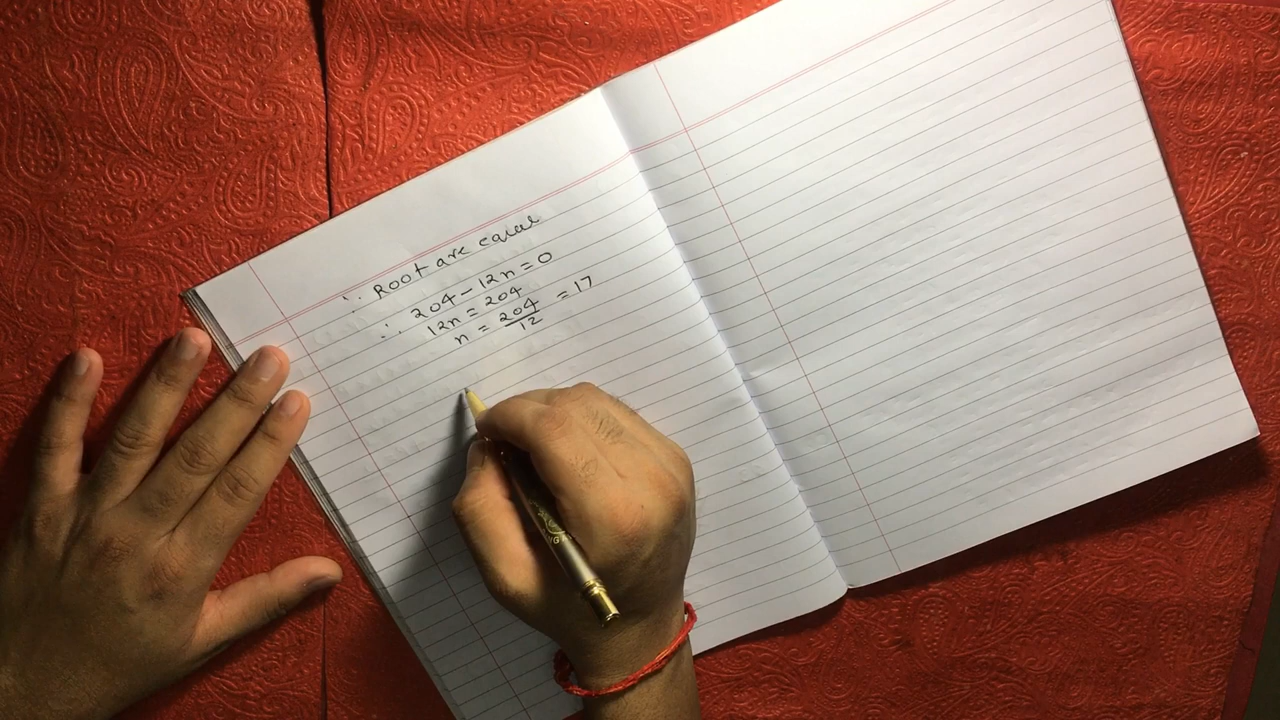 ∵ Root are equal
∴ 204 - 12n = 0
12n = 204
n = 204/12 = 17